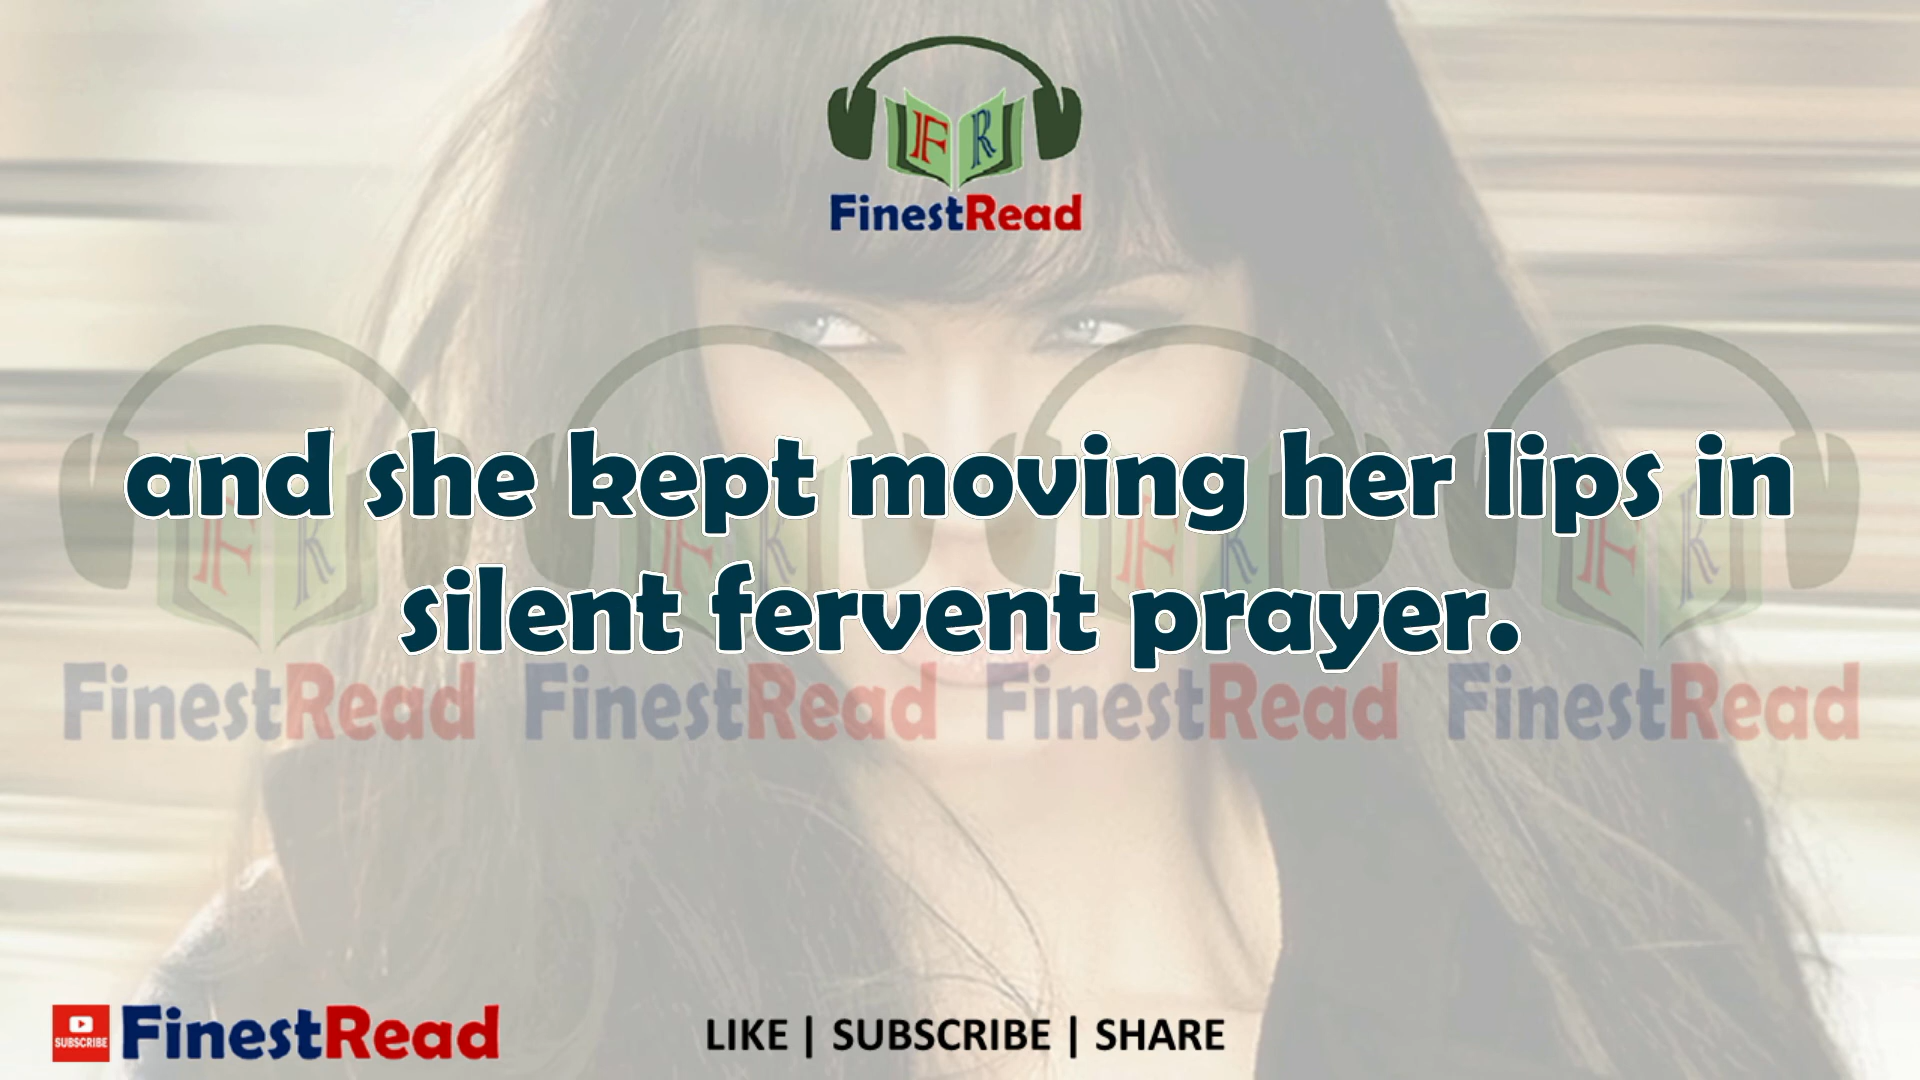 F R
FinestRead
and she kept moving her lips in
silent fervent prayer.
F R F R F R F R
FinestRead FinestRead FinestRead FinestRead
SUBSCRIBE FinestRead LIKE | SUBSCRIBE | SHARE